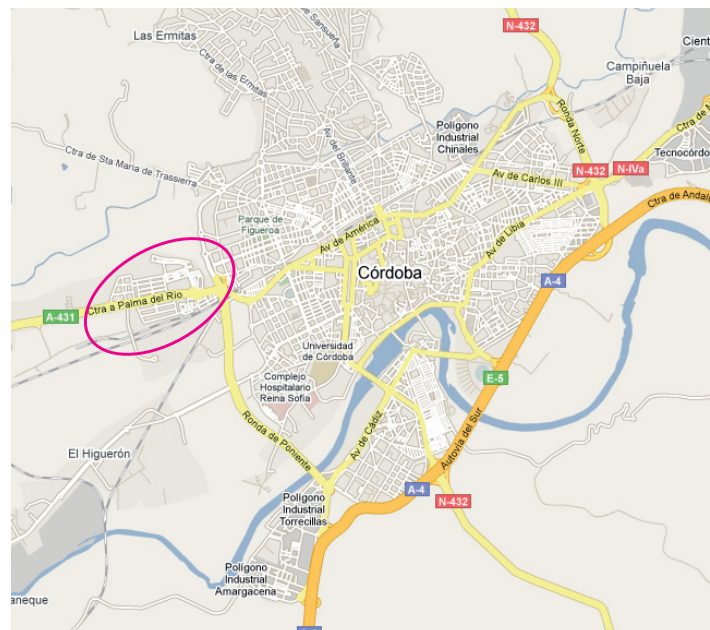 N-432
Cient
Las Ermitas
de Sansueña
Ctra de las Ermitas
Campiñuela
Baja
Ronda Norte
Av del Brillante
Polígono
Industrial
Chinales
Ctra de
Tecnocórdo
Ctra de Sta María de Trassierra
N-432
N-IVa
Av de Carlos III
Ctra de Andal
Parque de
Figueroa
Av de América
Av de Libia
Córdoba
A-4
Ctra a Palma del Río
A-431
Universidad
de Córdoba
Complejo
Hospitalario
Reina Sofía
E-5
Ronda de Poniente
Av de Cádiz
Autovía del Sur
El Higuerón
A-4
N-432
Polígono
Industrial
Torrecillas
Polígono
Industrial
Amargacena
aneque